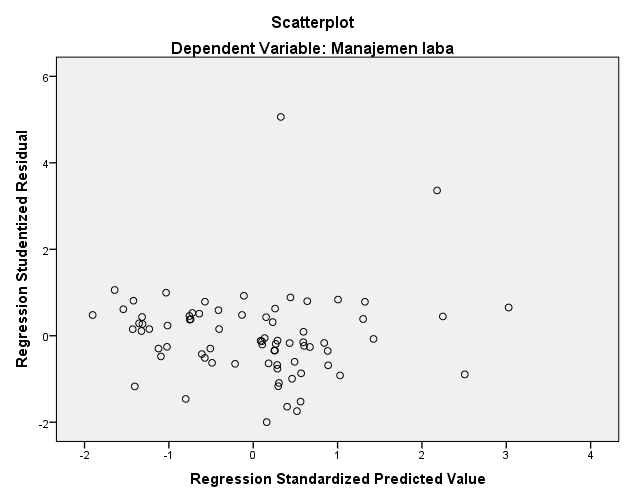 Scatterplot
Dependent Variable: Manajemen laba
Regression Studentized Residual
6
4
2
0
-2
-2 -1 0 1 2 3 4
Regression Standardized Predicted Value